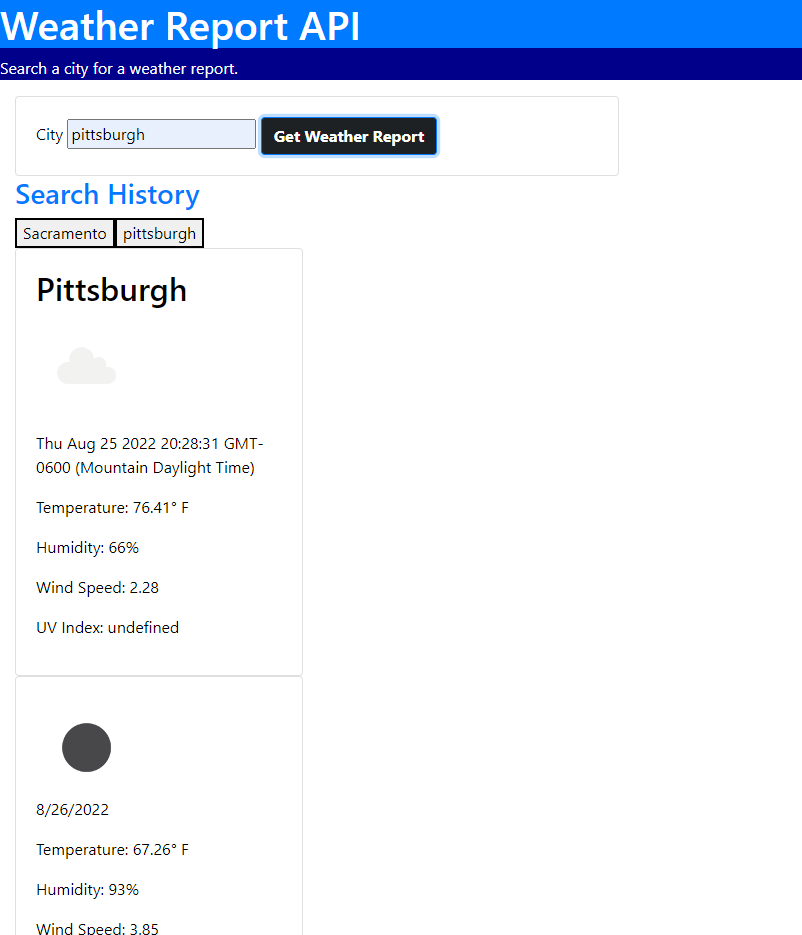 Weather Report API
Search a city for a weather report.
City pittsburgh Get Weather Report
Search History
Sacramento pittsburgh
Pittsburgh
Thu Aug 25 2022 20:28:31 GMT-
0600 (Mountain Daylight Time)
Temperature: 76.41° F
Humidity: 66%
Wind Speed: 2.28
UV Index: undefined
8/26/2022
Temperature: 67.26° F
Humidity: 93%
Wind Speed: 3.85